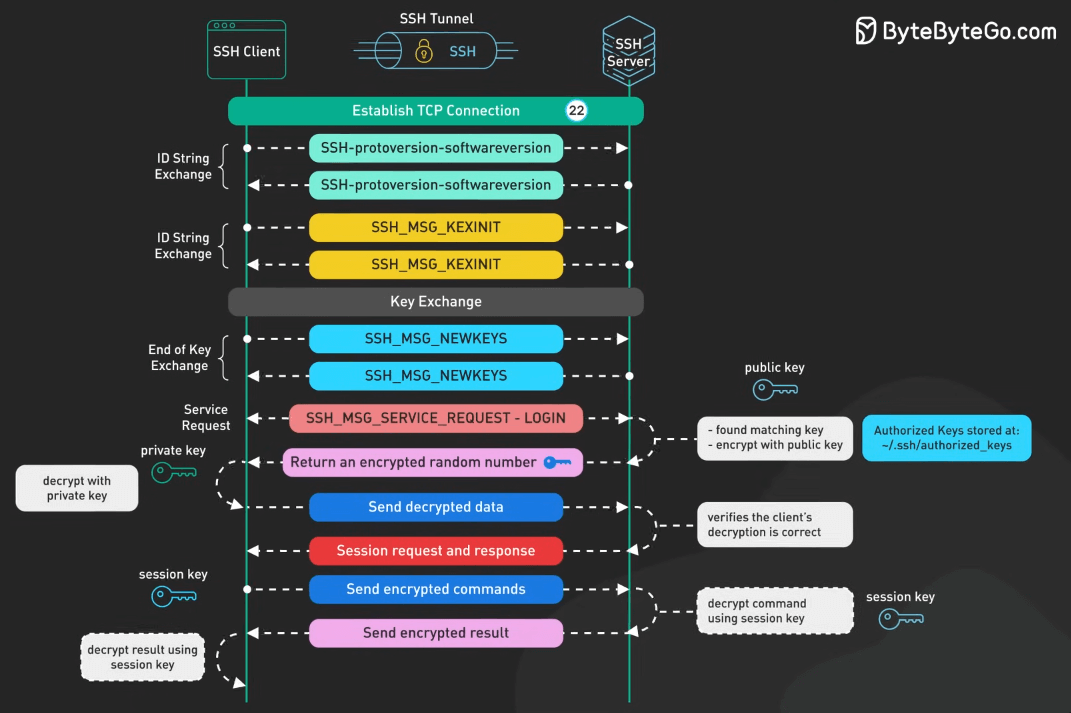 SSH Tunnel
ByteByteGo.com
SSH Client
SSH
SSH
Server
Establish TCP Connection 22
ID String
Exchange
SSH-protoversion-softwareversion
SSH-protoversion-softwareversion
ID String
Exchange
SSH_MSG_KEXINIT
SSH_MSG_KEXINIT
Key Exchange
End of Key
Exchange
SSH_MSG_NEWKEYS
SSH_MSG_NEWKEYS
public key
Service
Request
SSH_MSG_SERVICE_REQUEST - LOGIN
- found matching key
- encrypt with public key
Authorized Keys stored at:
~/.ssh/authorized_keys
private key
Return an encrypted random number
decrypt with
private key
Send decrypted data
verifies the client's
decryption is correct
Session request and response
session key
Send encrypted commands
decrypt command
using session key
session key
Send encrypted result
decrypt result using
session key